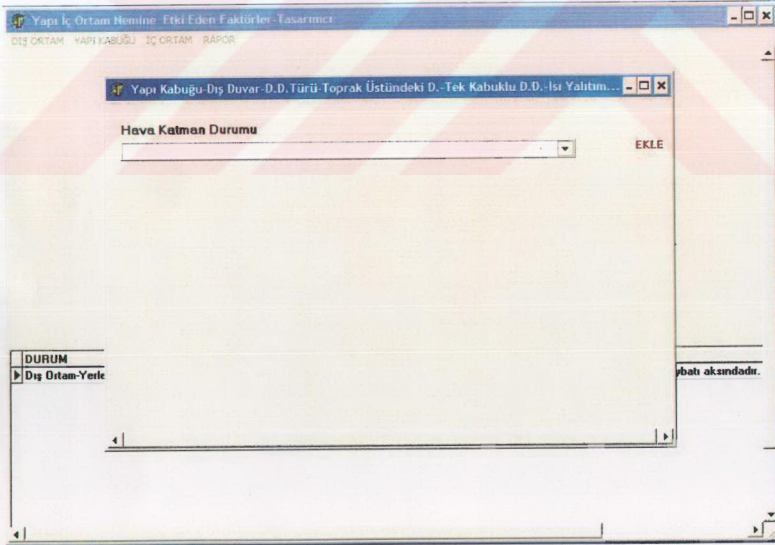 Yapı İç Ortam Nemine Etki Eden Faktörler-Tasarımcı
DIŞ ORTAM YAPI KABUĞU İÇ ORTAM RAPOR
Yapı Kabuğu-Dış Duvar-D.D.Türü-Toprak Üstündeki D.-Tek Kabuklu D.D.-Isı Yalıtım...
Hava Katman Durumu
EKLE
DURUM
Dış Ortam-Yerle
ybatı aksındadır.